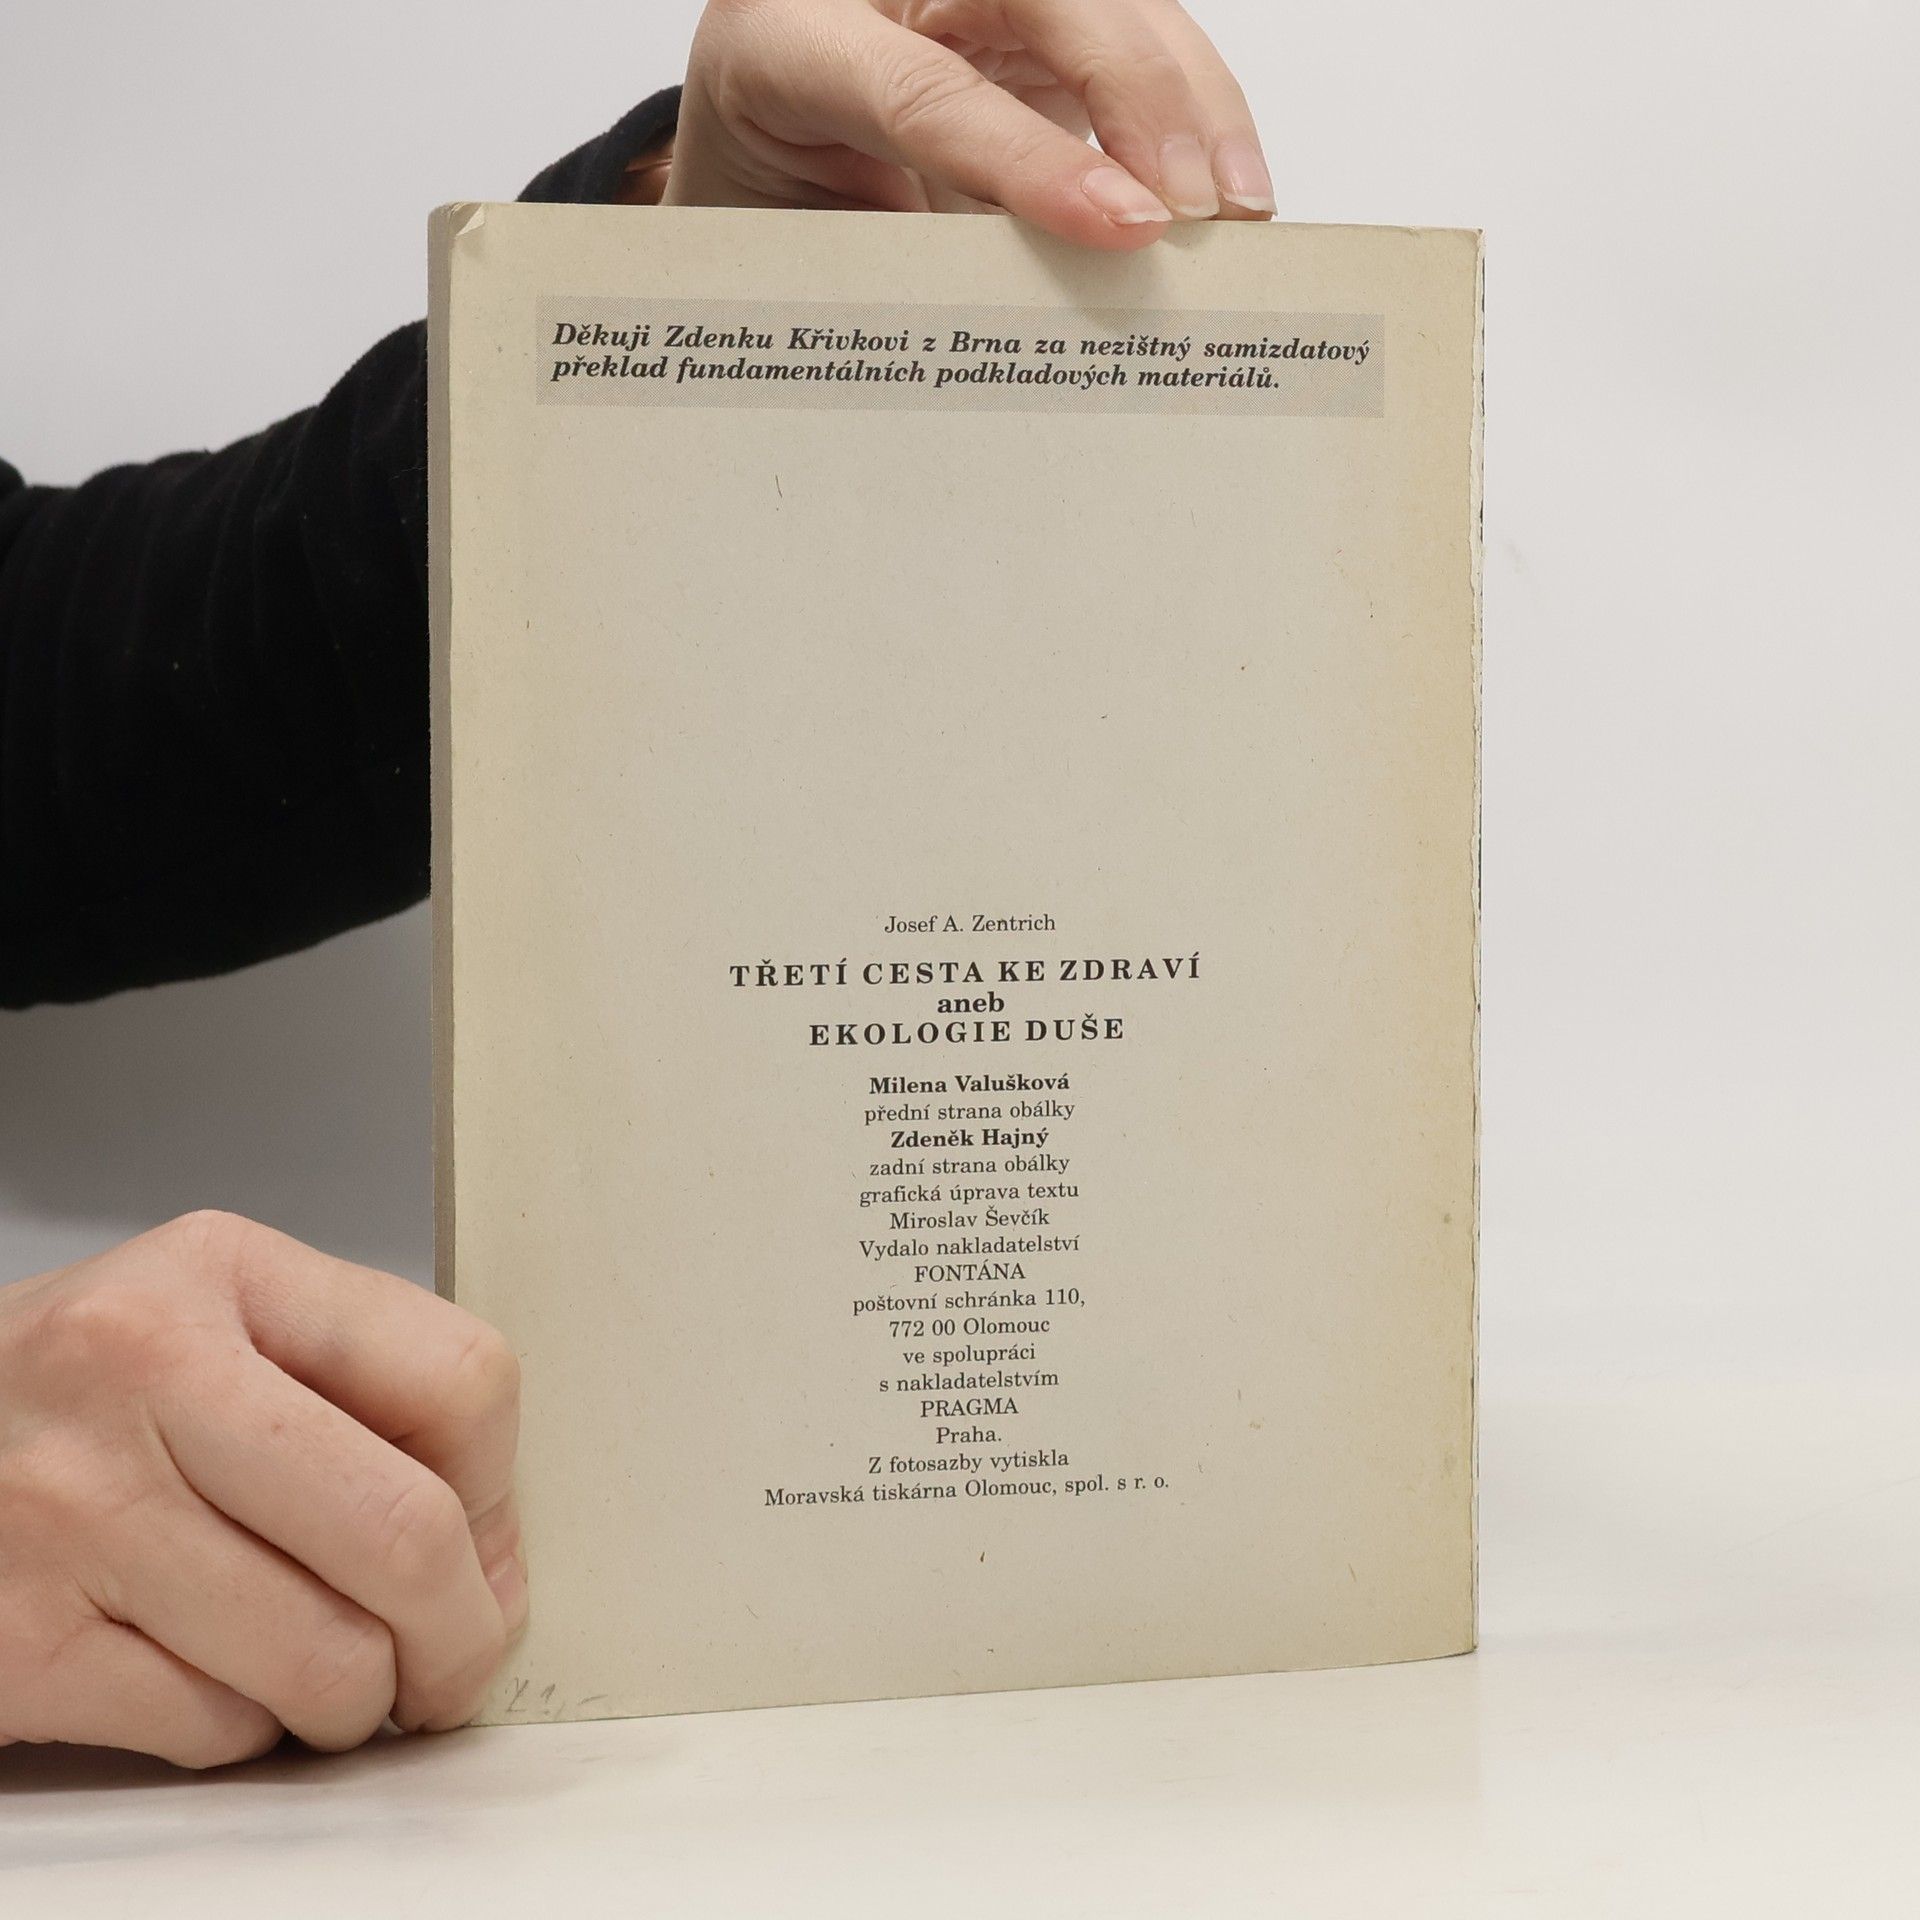 Děkuji Zdenku Křivkovi z Brna za nezištný samizdatový
překlad fundamentálních podkladových materiálů.
Josef A. Zentrich
TŘETÍ CESTA KE ZDRAVÍ
aneb
EKOLOGIE DUŠE
Milena Valušková
přední strana obálky
Zdeněk Hajný
zadní strana obálky
grafická úprava textu
Miroslav Ševčík
Vydalo nakladatelství
FONTÁNA
poštovní schránka 110,
772 00 Olomouc
ve spolupráci
s nakladatelstvím
PRAGMA
Praha.
Z fotosazby vytiskla
Moravská tiskárna Olomouc, spol. s r. o.